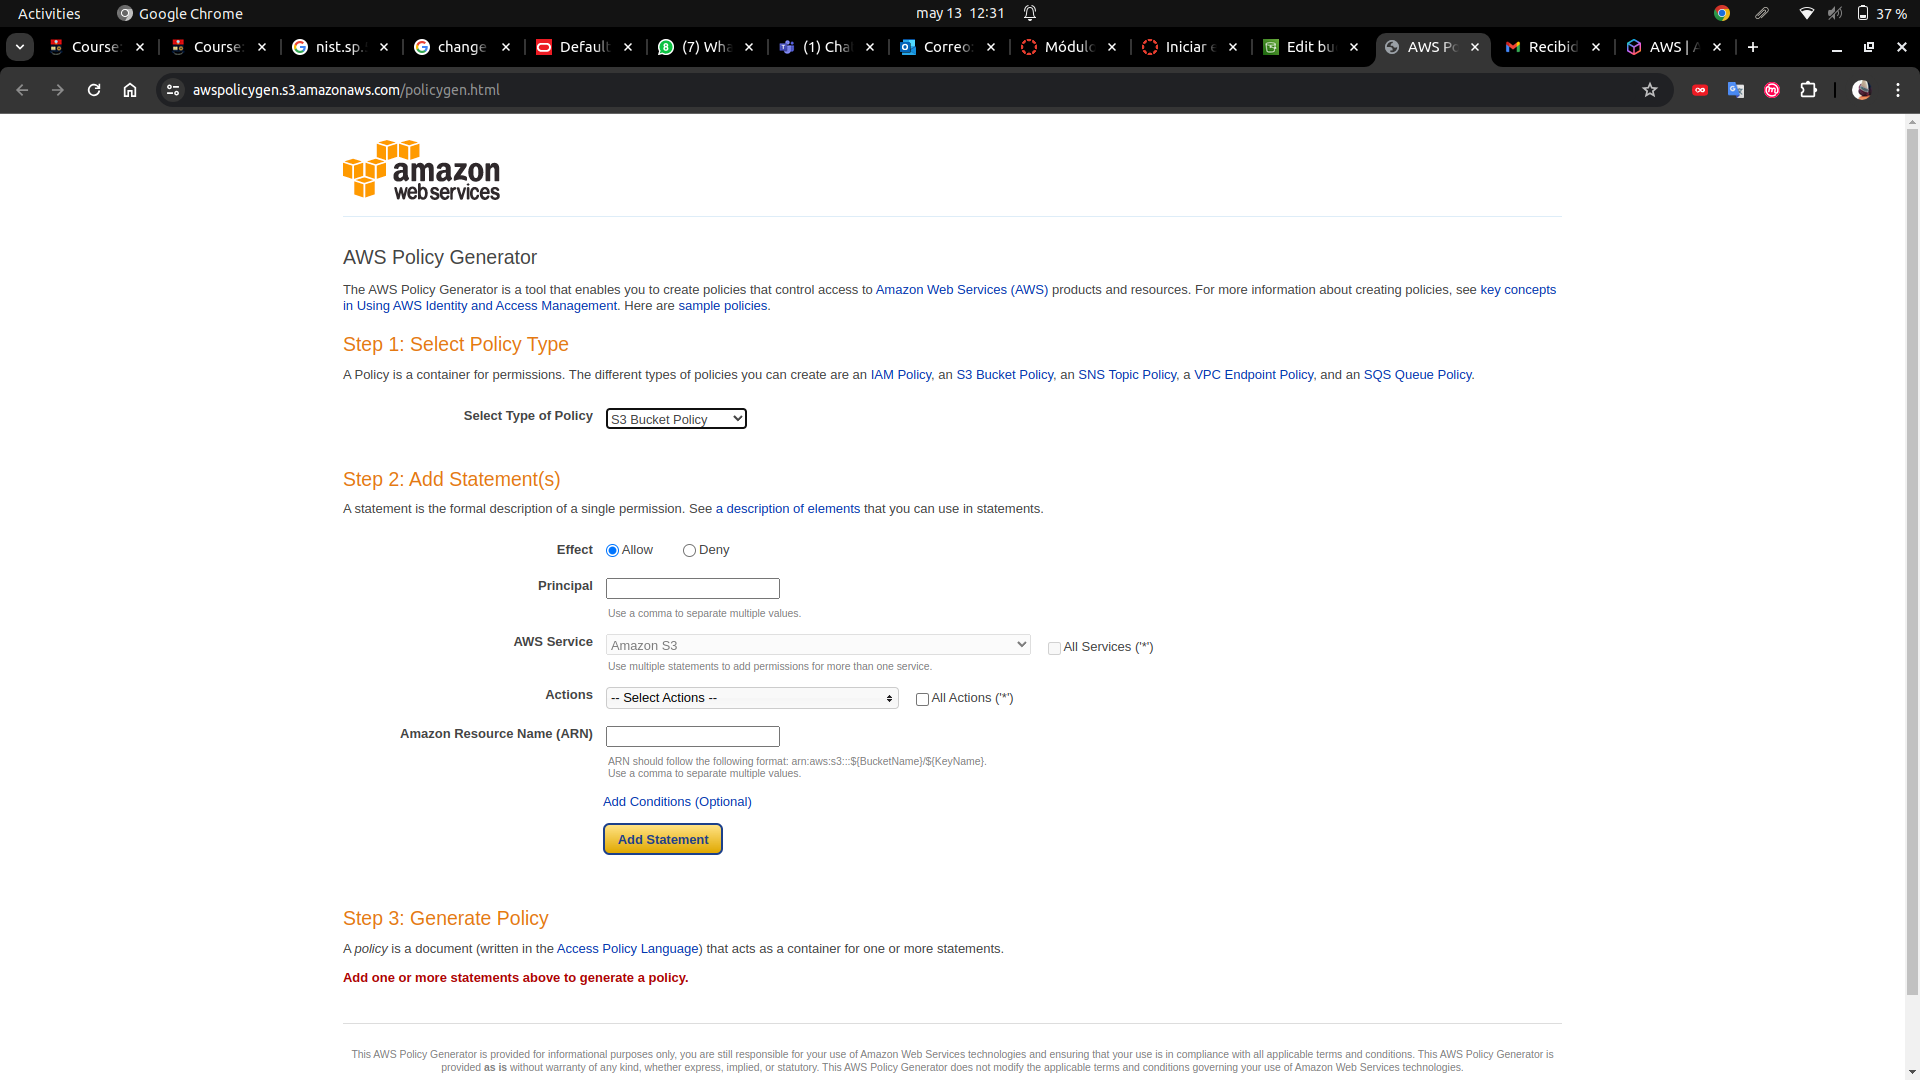 Activities Google Chrome may 13 12:31 37 %
Course: Course: nist.sp. change Default (7) Wha (1) Cha Correo: Módulo Iniciar Edit bu AWS Po Recibid AWS | A
awspolicygen.s3.amazonaws.com/policygen.html
amazon
webservices
AWS Policy Generator
The AWS Policy Generator is a tool that enables you to create policies that control access to Amazon Web Services (AWS) products and resources. For more information about creating policies, see key concepts
in Using AWS Identity and Access Management. Here are sample policies.
Step 1: Select Policy Type
A Policy is a container for permissions. The different types of policies you can create are an IAM Policy, an S3 Bucket Policy, an SNS Topic Policy, a VPC Endpoint Policy, and an SQS Queue Policy.
Select Type of Policy S3 Bucket Policy
Step 2: Add Statement(s)
A statement is the formal description of a single permission. See a description of elements that you can use in statements.
Effect Allow Deny
Principal
Use a comma to separate multiple values.
AWS Service Amazon S3 All Services ('*')
Use multiple statements to add permissions for more than one service.
Actions -- Select Actions -- All Actions ('*')
Amazon Resource Name (ARN)
ARN should follow the following format: arn:aws:s3:::${BucketName}/${KeyName}.
Use a comma to separate multiple values.
Add Conditions (Optional)
Add Statement
Step 3: Generate Policy
A policy is a document (written in the Access Policy Language) that acts as a container for one or more statements.
Add one or more statements above to generate a policy.
This AWS Policy Generator is provided for informational purposes only, you are still responsible for your use of Amazon Web Services technologies and ensuring that your use is in compliance with all applicable terms and conditions. This AWS Policy Generator is
provided as is without warranty of any kind, whether express, implied, or statutory. This AWS Policy Generator does not modify the applicable terms and conditions governing your use of Amazon Web Services technologies.